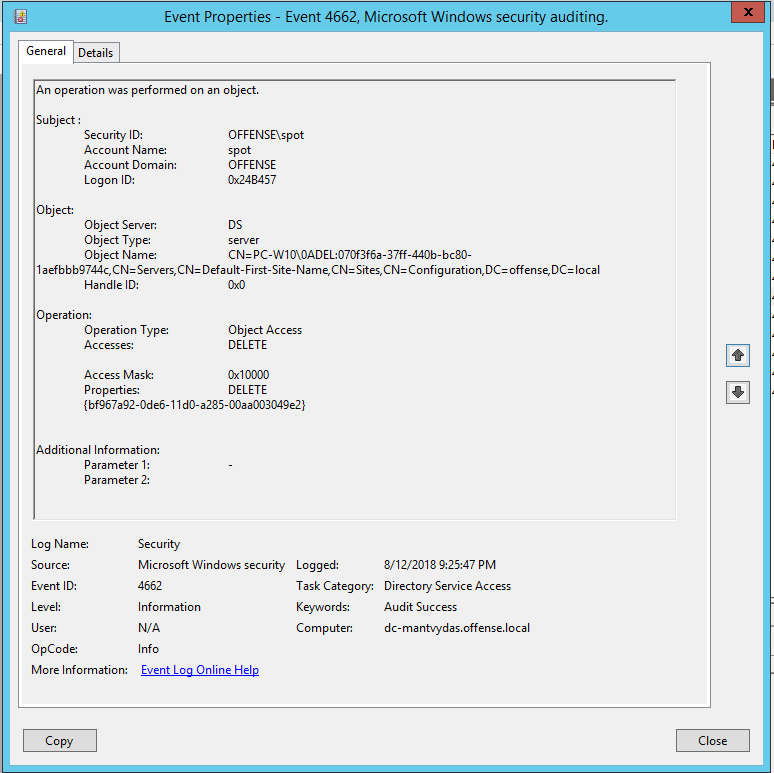 Event Properties - Event 4662, Microsoft Windows security auditing.
General Details
An operation was performed on an object.
Subject :
Security ID: OFFENSE\spot
Account Name: spot
Account Domain: OFFENSE
Logon ID: 0x24B457
Object:
Object Server: DS
Object Type: server
Object Name: CN=PC-W10\0ADEL:070f3f6a-37ff-440b-bc80-
1aefbbb9744c,CN=Servers,CN=Default-First-Site-Name,CN=Sites,CN=Configuration,DC=offense,DC=local
Handle ID: 0x0
Operation:
Operation Type: Object Access
Accesses: DELETE
Access Mask: 0x10000
Properties: DELETE
{bf967a92-0de6-11d0-a285-00aa003049e2}
Additional Information:
Parameter 1: -
Parameter 2:
Log Name: Security
Source: Microsoft Windows security Logged: 8/12/2018 9:25:47 PM
Event ID: 4662 Task Category: Directory Service Access
Level: Information Keywords: Audit Success
User: N/A Computer: dc-mantvydas.offense.local
OpCode: Info
More Information: Event Log Online Help
Copy Close